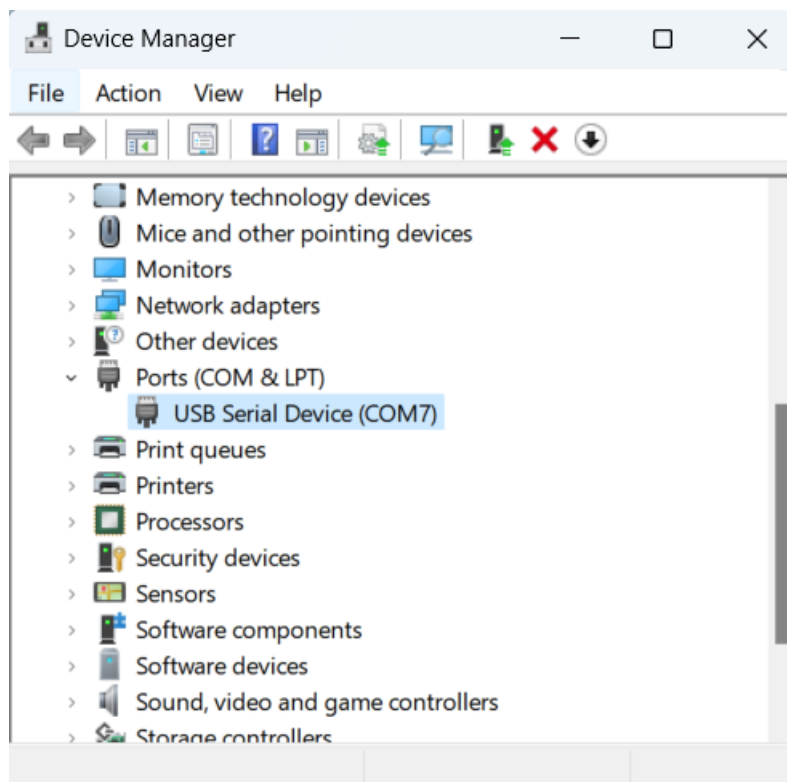 Device Manager
File Action View Help
Memory technology devices
Mice and other pointing devices
Monitors
Network adapters
Other devices
Ports (COM & LPT)
USB Serial Device (COM7)
Print queues
Printers
Processors
Security devices
Sensors
Software components
Software devices
Sound, video and game controllers
Storage controllers